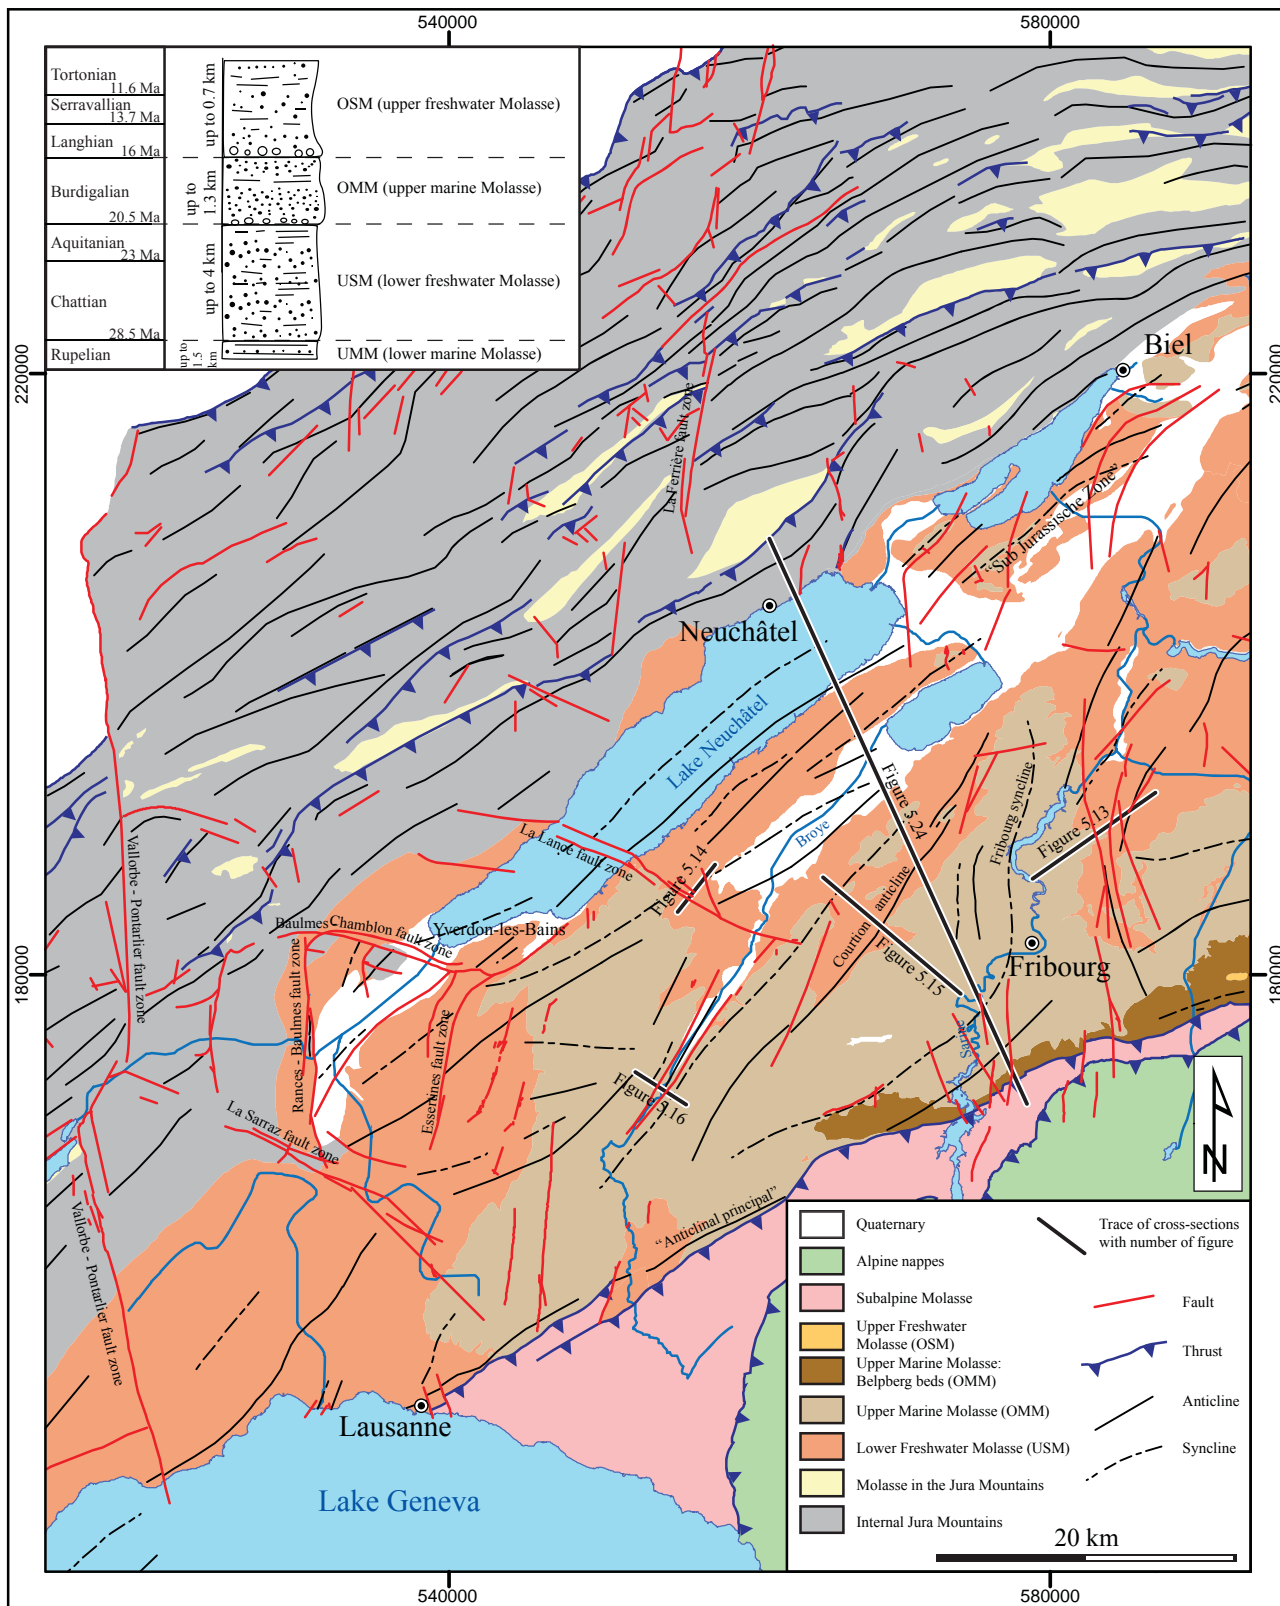 540000
580000
Tortonian
11.6 Ma
Serravallian
13.7 Ma
Langhian
16 Ma
Burdigalian
20.5 Ma
Aquitanian
23 Ma
Chattian
28.5 Ma
Rupelian
up to 0.7 km
up to
1.3 km
up to 4 km
up to
1.5
km
OSM (upper freshwater Molasse)
OMM (upper marine Molasse)
USM (lower freshwater Molasse)
UMM (lower marine Molasse)
220000
220000
Biel
La Ferrière fault zone
"Sub Jurassische Zone"
Neuchâtel
Lake Neuchâtel
Figure 5.24
Broye
Fribourg syncline
Figure 5.13
La Lance fault zone
Figure 5.14
Vallorbe - Pontarlier fault zone
Baulmes Chamblon fault zone
Yverdon-les-Bains
Courtion anticline
Figure 5.15
Fribourg
180000
180000
Rances - Baulmes fault zone
Essertines fault zone
Sarine
Figure 5.16
La Sarraz fault zone
Vallorbe - Pontarlier fault zone
"Anticlinal principal"
Lausanne
Lake Geneva
N
Quaternary
Alpine nappes
Subalpine Molasse
Upper Freshwater
Molasse (OSM)
Upper Marine Molasse:
Belpberg beds (OMM)
Upper Marine Molasse (OMM)
Lower Freshwater Molasse (USM)
Molasse in the Jura Mountains
Internal Jura Mountains
Trace of cross-sections
with number of figure
Fault
Thrust
Anticline
Syncline
20 km
540000
580000